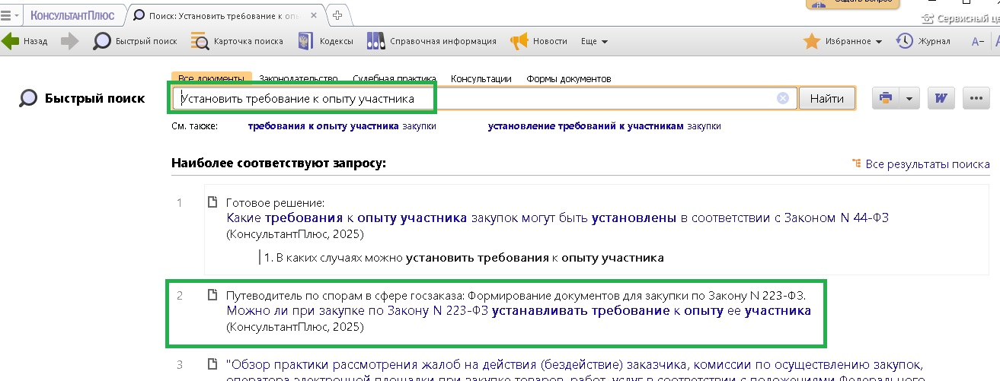 Задать вопрос
КонсультантПлюс
Поиск: Установить требование к
Сервисный
Назад
Быстрый поиск
Карточка поиска
Кодексы
Справочная информация
Новости
Еще
Избранное
Журнал
А−
Все документы Законодательство Судебная практика Консультации Формы документов
Быстрый поиск
Установить требование к опыту участника
Найти
См. также: требования к опыту участника закупки установление требований к участникам закупки
Наиболее соответствуют запросу:
Все результаты поиска
1 Готовое решение:
Какие требования к опыту участника закупок могут быть установлены в соответствии с Законом N 44-ФЗ
(КонсультантПлюс, 2025)
1. В каких случаях можно установить требования к опыту участника
2 Путеводитель по спорам в сфере госзаказа: Формирование документов для закупки по Закону N 223-ФЗ.
Можно ли при закупке по Закону N 223-ФЗ устанавливать требование к опыту ее участника
(КонсультантПлюс, 2025)
3 "Обзор практики рассмотрения жалоб на действия (бездействие) заказчика, комиссии по осуществлению закупок,
оператора электронной площадки при закупке товаров, работ, услуг в соответствии с положениями Федерального